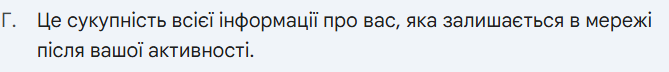 Г. Це сукупність всієї інформації про вас, яка залишається в мережі
після вашої активності.